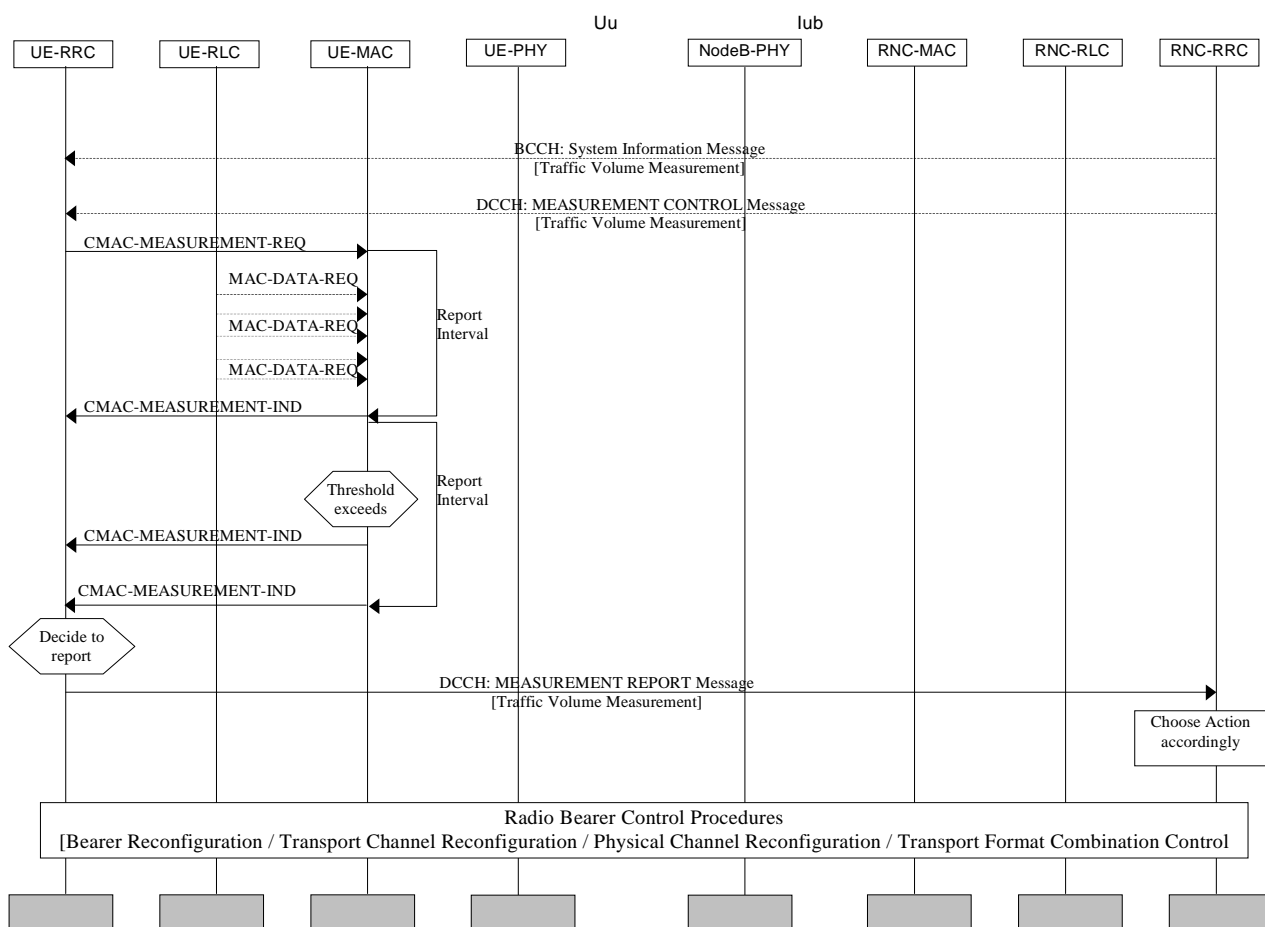 Uu Iub
UE-RRC UE-RLC UE-MAC UE-PHY NodeB-PHY RNC-MAC RNC-RLC RNC-RRC
BCCH: System Information Message
[Traffic Volume Measurement]
DCCH: MEASUREMENT CONTROL Message
[Traffic Volume Measurement]
CMAC-MEASUREMENT-REQ
MAC-DATA-REQ
Report
Interval
MAC-DATA-REQ
MAC-DATA-REQ
CMAC-MEASUREMENT-IND
Report
Interval
Threshold
exceeds
CMAC-MEASUREMENT-IND
CMAC-MEASUREMENT-IND
Decide to
report
DCCH: MEASUREMENT REPORT Message
[Traffic Volume Measurement]
Choose Action
accordingly
Radio Bearer Control Procedures
[Bearer Reconfiguration / Transport Channel Reconfiguration / Physical Channel Reconfiguration / Transport Format Combination Control